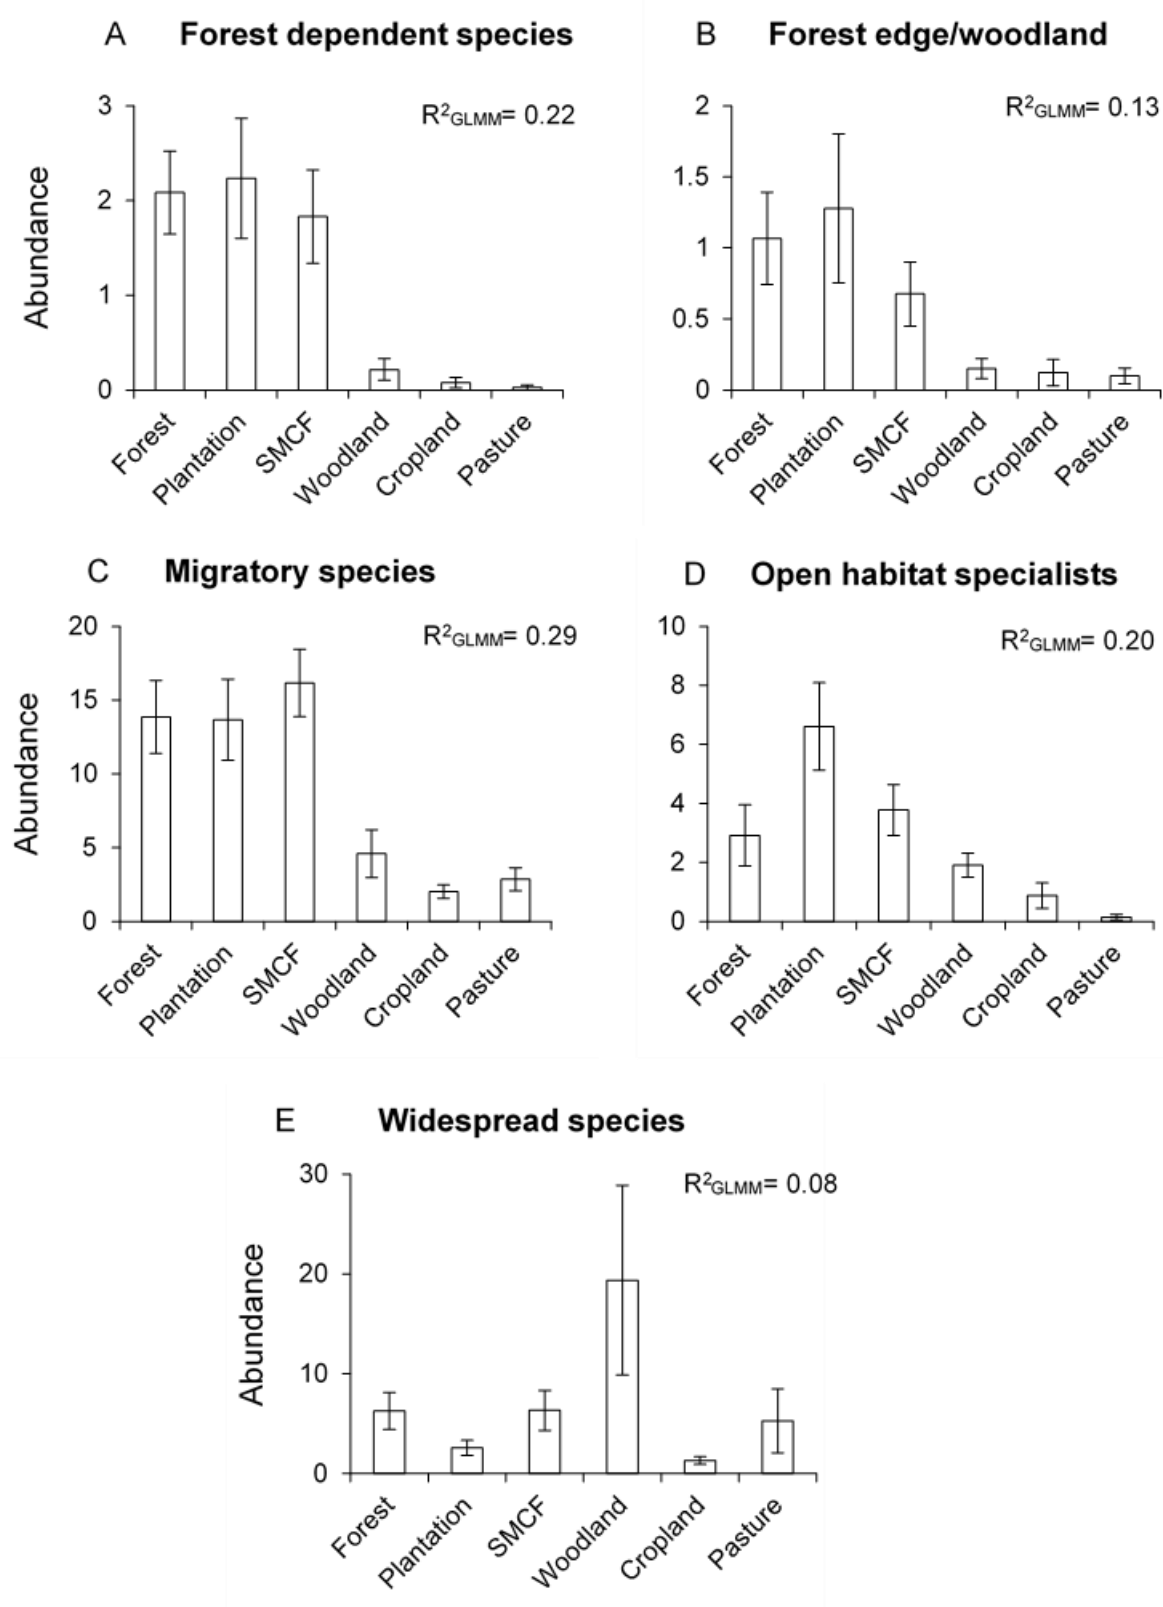 A Forest dependent species
R²GLMM= 0.22
Abundance
3
2
1
0
Forest
Plantation
SMCF
Woodland
Cropland
Pasture
B Forest edge/woodland
R²GLMM= 0.13
2
1.5
1
0.5
0
Forest
Plantation
SMCF
Woodland
Cropland
Pasture
C Migratory species
R²GLMM= 0.29
Abundance
20
15
10
5
0
Forest
Plantation
SMCF
Woodland
Cropland
Pasture
D Open habitat specialists
R²GLMM= 0.20
10
8
6
4
2
0
Forest
Plantation
SMCF
Woodland
Cropland
Pasture
E Widespread species
R²GLMM= 0.08
Abundance
30
20
10
0
Forest
Plantation
SMCF
Woodland
Cropland
Pasture